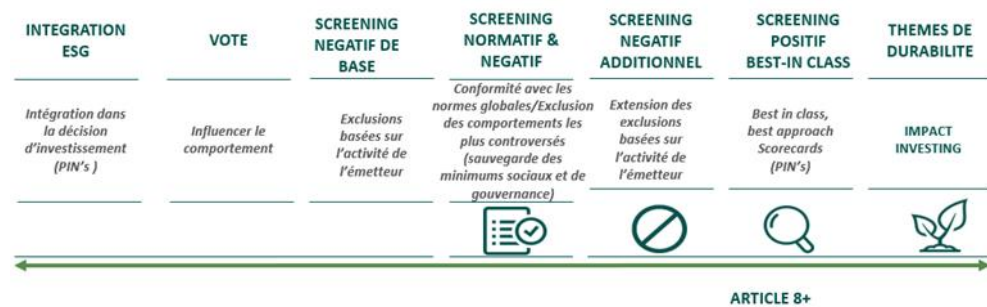 INTEGRATION
ESG
VOTE
SCREENING
NEGATIF DE
BASE
SCREENING
NORMATIF &
NEGATIF
SCREENING
NEGATIF
ADDITIONNEL
SCREENING
POSITIF
BEST-IN CLASS
THEMES DE
DURABILITE
Intégration dans
la décision
d'investissement
(PIN's )
Influencer le
comportement
Exclusions
basées sur
l'activité de
l'émetteur
Conformité avec les
normes globales/Exclusion
des comportements les
plus controversés
(sauvegarde des
minimums sociaux et de
gouvernance)
Extension des
exclusions
basées sur
l'activité de
l'émetteur
Best in class,
best approach
Scorecards
(PIN's)
IMPACT
INVESTING
ARTICLE 8+